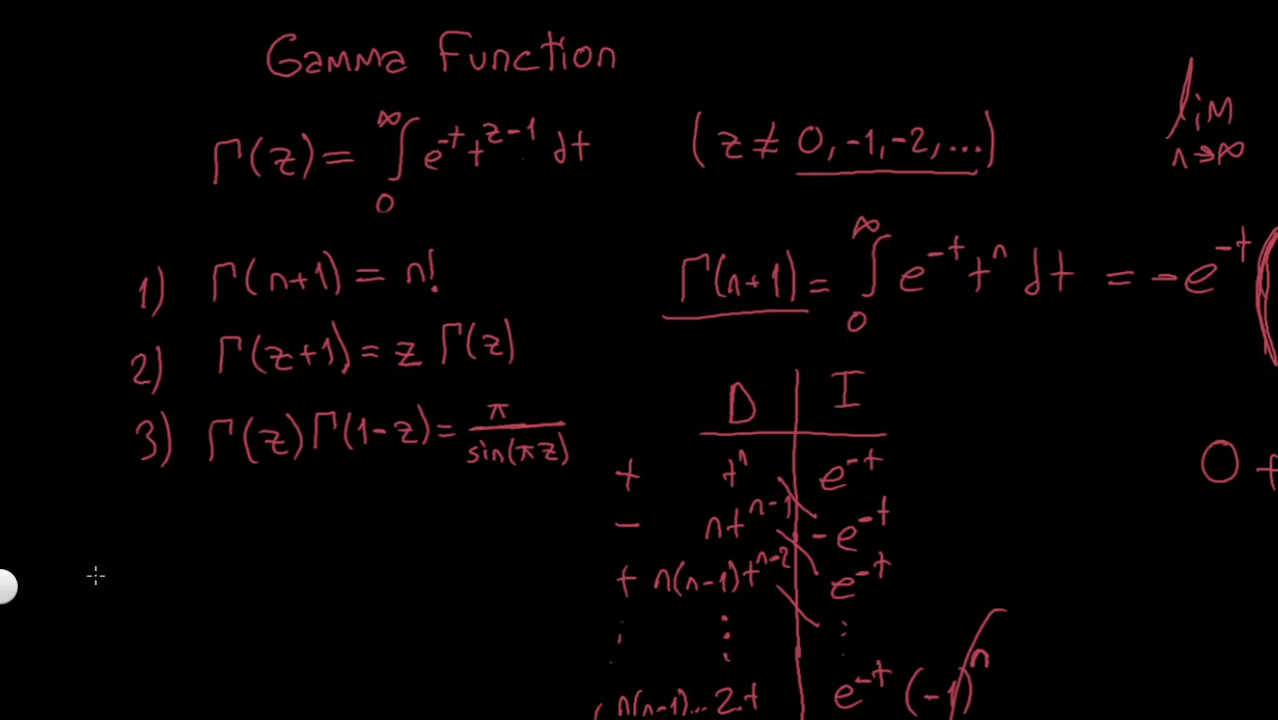 Gamma Function
Γ(z) = ∫₀^∞ e^-t t^z-1 dt (z ≠ 0, -1, -2, ...)
lim
n→∞
1) Γ(n+1) = n!
Γ(n+1) = ∫₀^∞ e^-t t^n dt = -e^-t (
2) Γ(z+1) = z Γ(z)
3) Γ(z) Γ(1-z) = π / sin(πz)
D | I
+ t^n | e^-t
0 +
- nt^n-1 | -e^-t
+ n(n-1)t^n-2 | e^-t
⋮ ⋮ | ⋮
( n(n-1)...2.t | e^-t (-1)^n